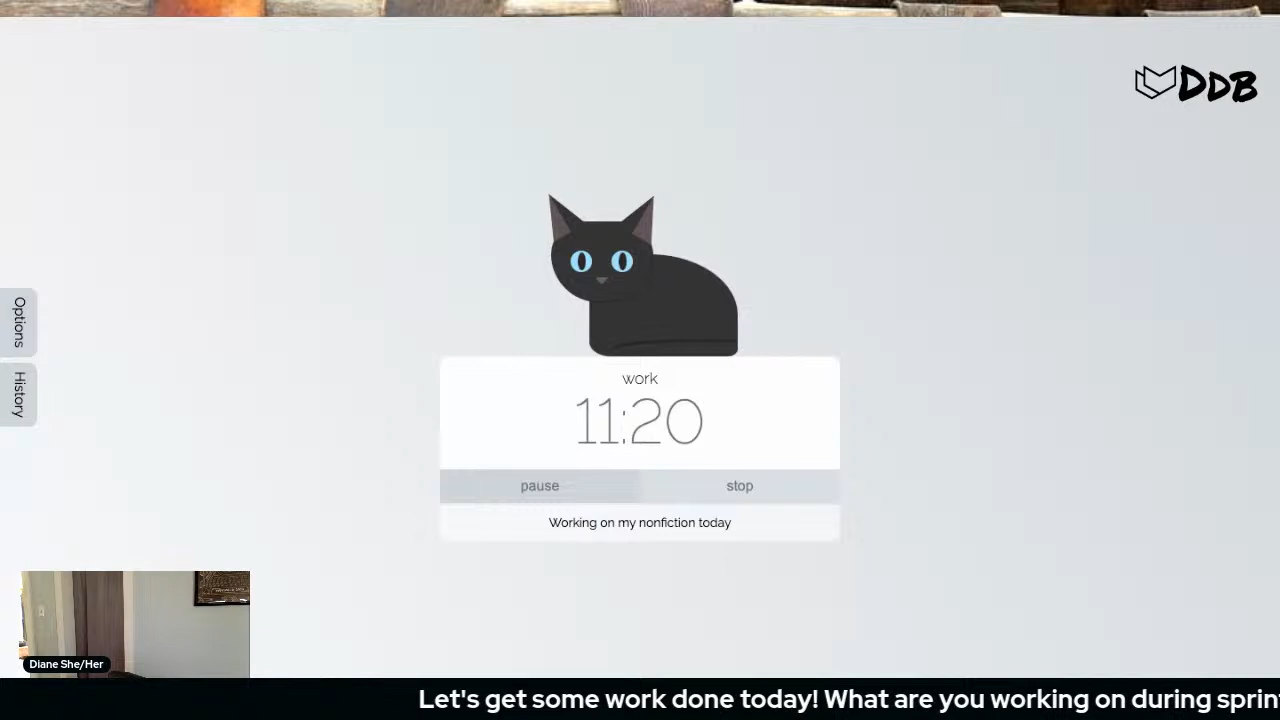 DDB
Options
History
work
11:20
pause
stop
Working on my nonfiction today
Diane She/Her
Let's get some work done today! What are you working on during sprin